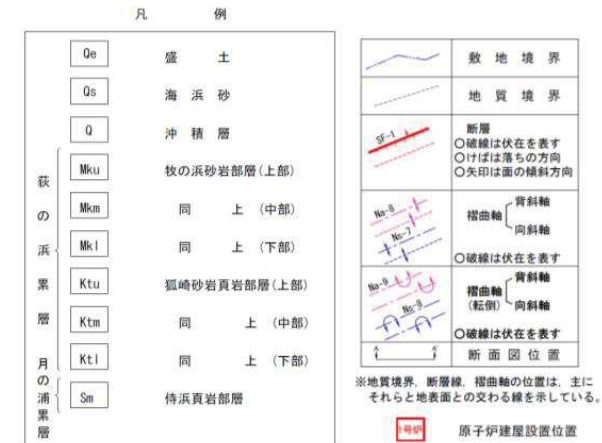 凡 例
Qe 盛 土
Qs 海 浜 砂
Q 沖 積 層
Mku 牧の浜砂岩部層(上部)
Mkm 同 上 (中部)
Mkl 同 上 (下部)
Ktu 狐崎砂岩頁岩部層(上部)
Ktm 同 上 (中部)
Ktl 同 上 (下部)
Sm 侍浜頁岩部層
荻の浜累層
月の浦累層
敷 地 境 界
地 質 境 界
SF-1
断層
○破線は伏在を表す
○けばは落ちの方向
○矢印は面の傾斜方向
Na-8
Ns-7
褶曲軸
背斜軸
向斜軸
○破線は伏在を表す
Na-9
Ns-8
褶曲軸
(転倒)
背斜軸
向斜軸
○破線は伏在を表す
A A'
断 面 図 位 置
※地質境界、断層線、褶曲軸の位置は、主に
それらと地表面との交わる線を示している。
1号炉 原子炉建屋設置位置